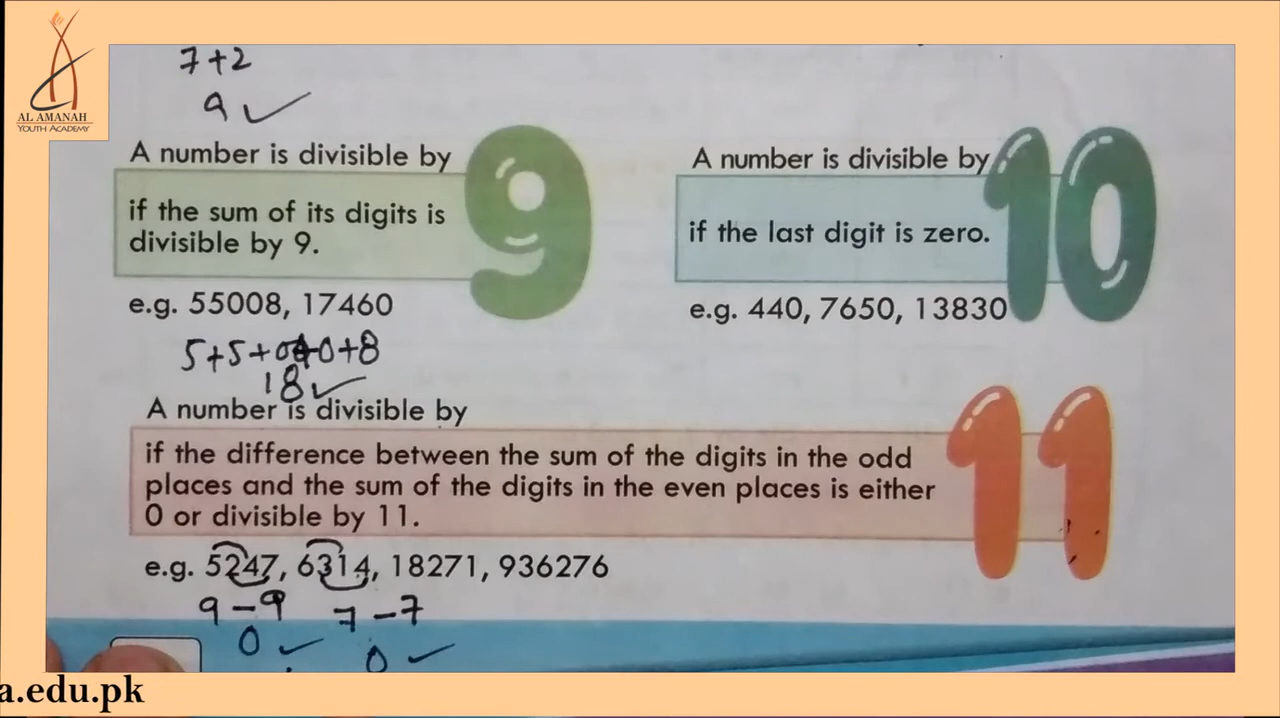 AL AMANAH
YOUTH ACADEMY
7+2
9 ✓
A number is divisible by 9
if the sum of its digits is
divisible by 9.
e.g. 55008, 17460
5+5+0+0+8
18 ✓
A number is divisible by 10
if the last digit is zero.
e.g. 440, 7650, 13830
A number is divisible by 11
if the difference between the sum of the digits in the odd
places and the sum of the digits in the even places is either
0 or divisible by 11.
e.g. 5247, 6314, 18271, 936276
9-9 7-7
0 ✓ 0 ✓
a.edu.pk